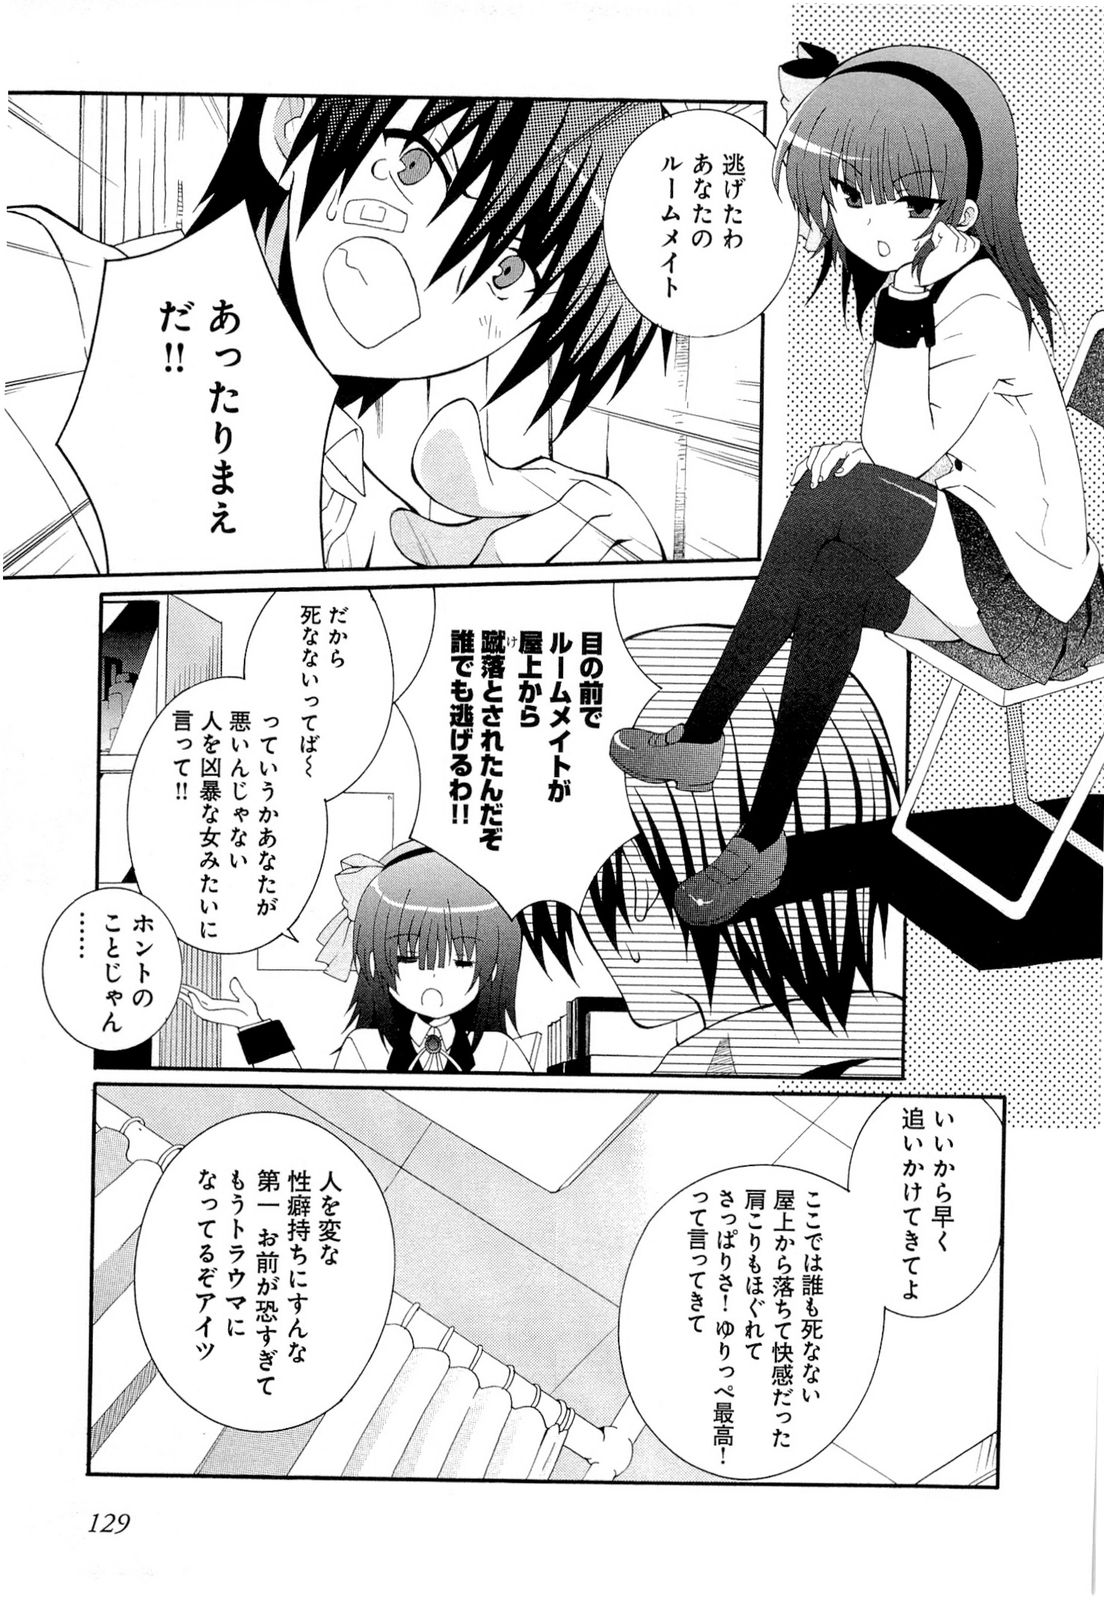 逃げたわ
あなたの
ルームメイト
あったりまえ
だ!!
目の前で
ルームメイトが
屋上から
蹴落とされたんだぞ
け
誰でも逃げるわ!!
だから
死なないってば～
っていうかあなたが
悪いんじゃない
人を凶暴な女みたいに
言って!!
ホントの
ことじゃん
……
いいから早く
追いかけてきてよ
ここでは誰も死なない
屋上から落ちて快感だった
肩こりもほぐれて
さっぱりさ!ゆりっぺ最高!
って言ってきて
人を変な
性癖持ちにすんな
第一 お前が恐すぎて
もうトラウマに
なってるぞアイツ
129